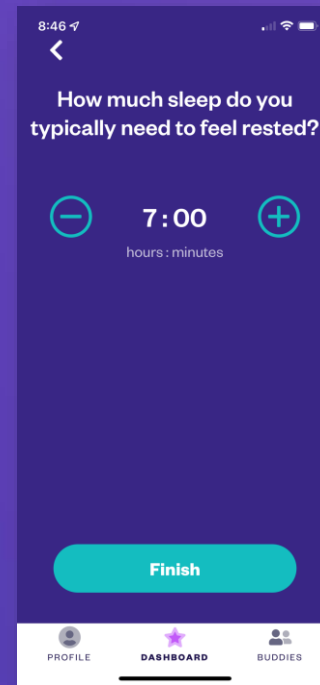 8:46
How much sleep do you
typically need to feel rested?
7:00
hours : minutes
Finish
PROFILE
DASHBOARD
BUDDIES